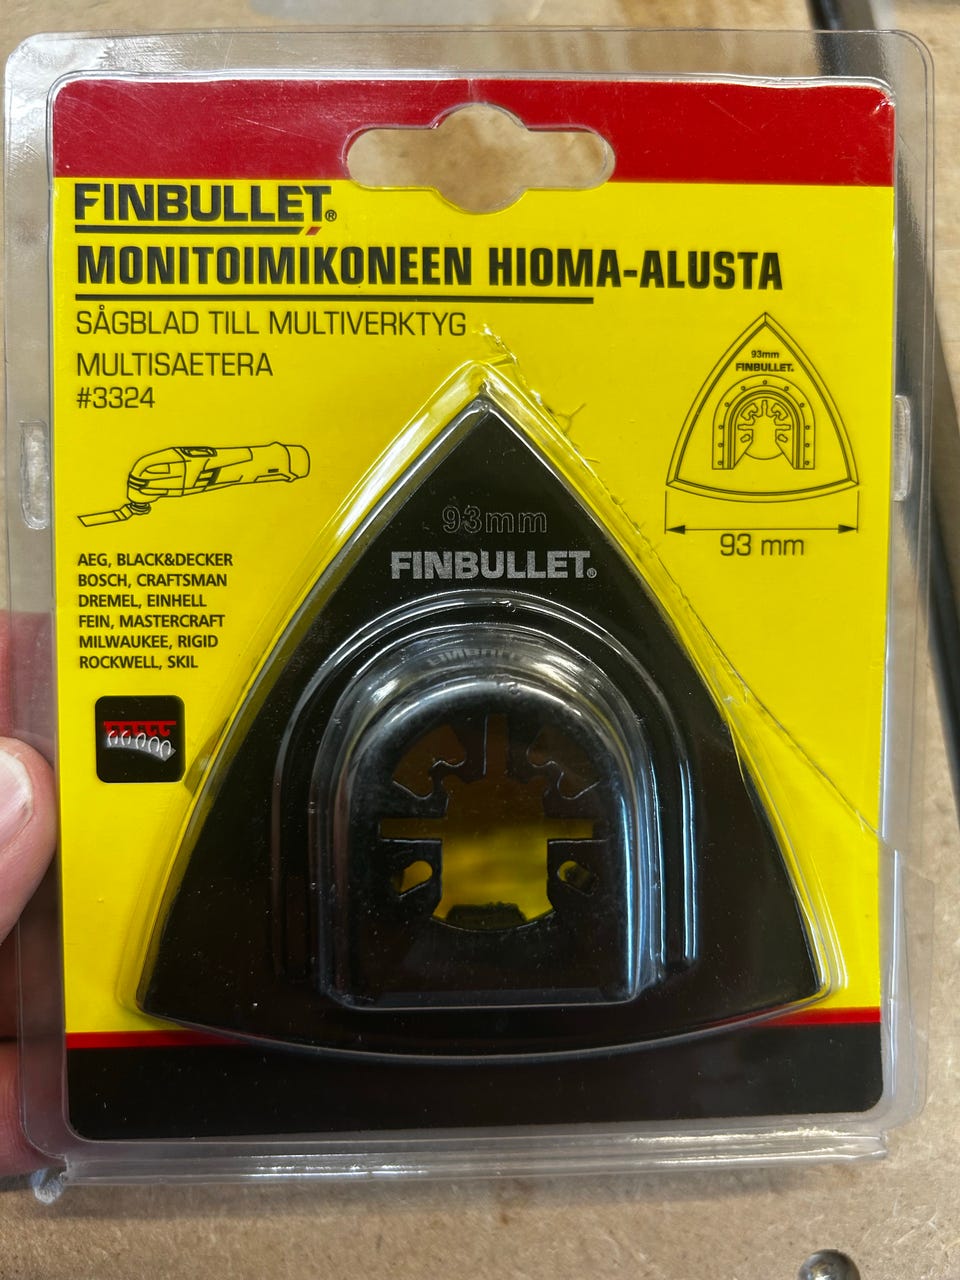 FINBULLET®
MONITOIMIKONEEN HIOMA-ALUSTA
SÅGBLAD TILL MULTIVERKTYG
MULTISAETERA
#3324
93mm
FINBULLET.
93 mm
AEG, BLACK&DECKER
BOSCH, CRAFTSMAN
DREMEL, EINHELL
FEIN, MASTERCRAFT
MILWAUKEE, RIGID
ROCKWELL, SKIL
93mm
FINBULLET®